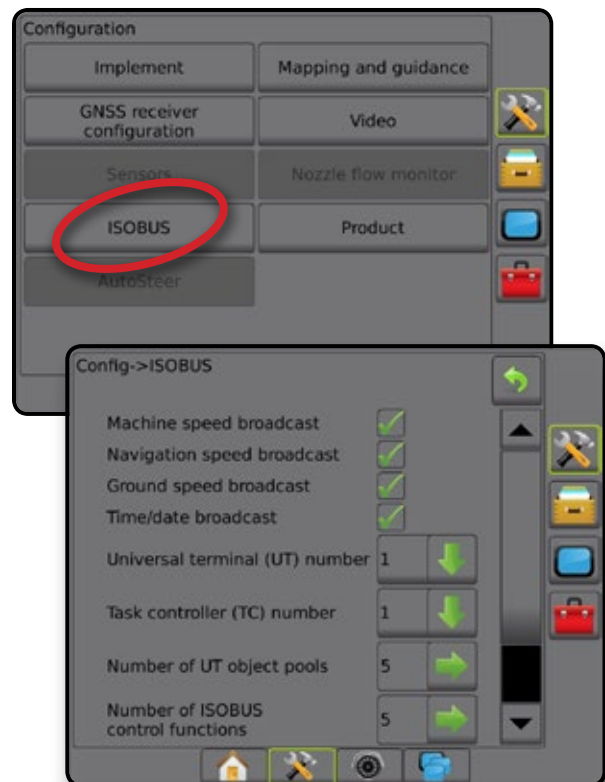 Configuration
Implement
Mapping and guidance
GNSS receiver
configuration
Video
Sensors
Nozzle flow monitor
ISOBUS
Product
AutoSteer
Config->ISOBUS
Machine speed broadcast
Navigation speed broadcast
Ground speed broadcast
Time/date broadcast
Universal terminal (UT) number 1
Task controller (TC) number 1
Number of UT object pools 5
Number of ISOBUS
control functions 5